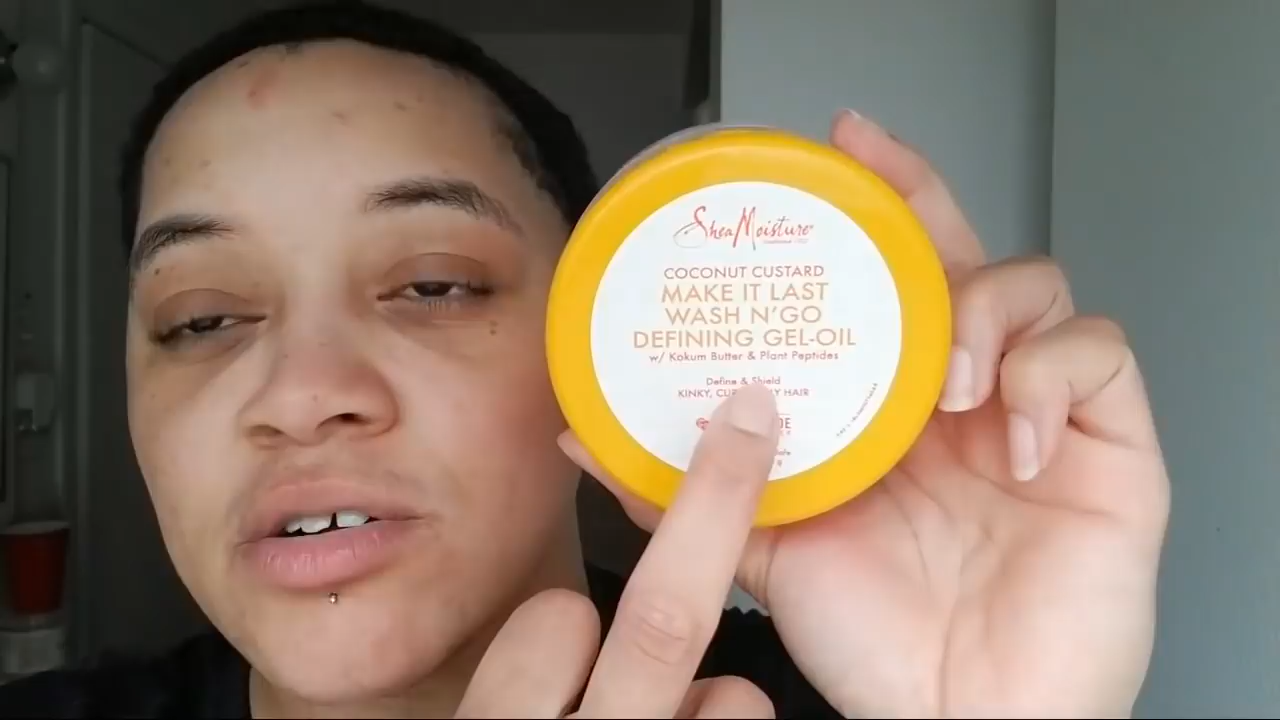 SheaMoisture
COCONUT CUSTARD
MAKE IT LAST
WASH N'GO
DEFINING GEL-OIL
w/ Kokum Butter & Plant Peptides
Define & Shield
KINKY, HAIR